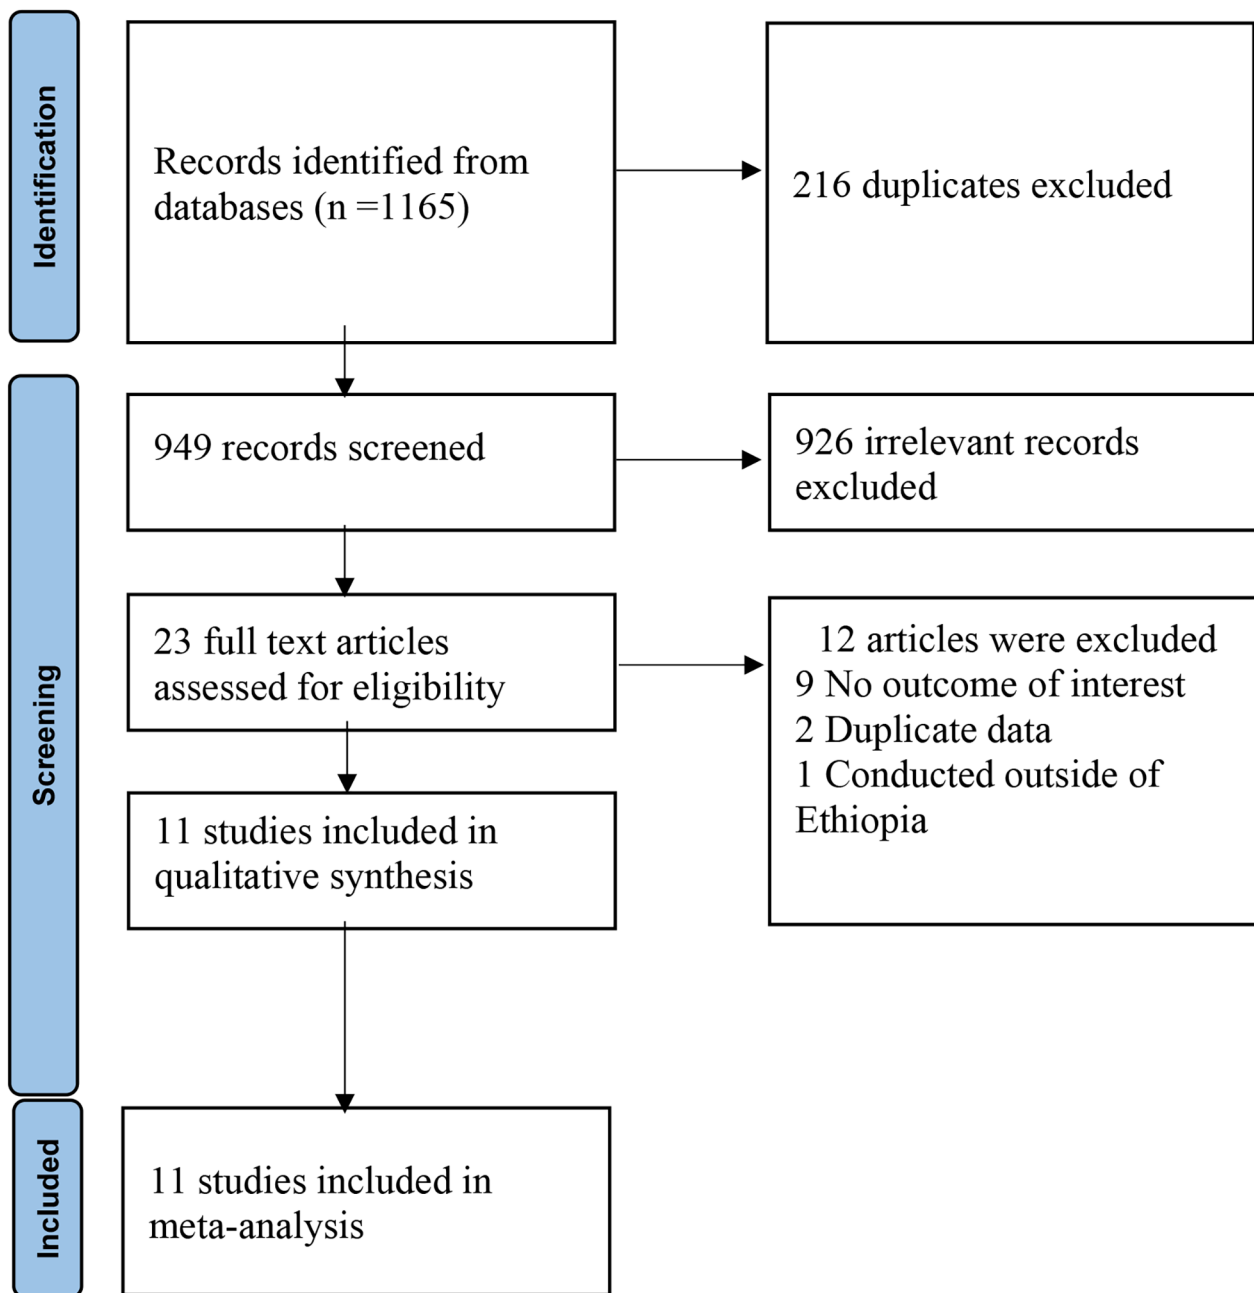 Identification
Records identified from
databases (n =1165)
216 duplicates excluded
Screening
949 records screened
926 irrelevant records
excluded
23 full text articles
assessed for eligibility
12 articles were excluded
9 No outcome of interest
2 Duplicate data
1 Conducted outside of
Ethiopia
11 studies included in
qualitative synthesis
Included
11 studies included in
meta-analysis